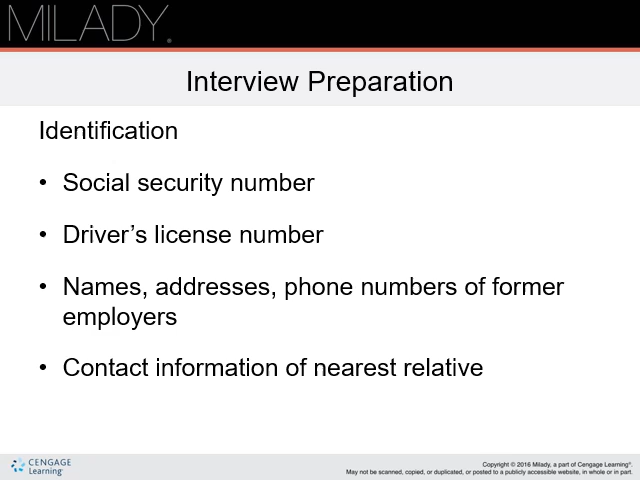 MILADY®
Interview Preparation
Identification
• Social security number
• Driver’s license number
• Names, addresses, phone numbers of former
employers
• Contact information of nearest relative
CENGAGE
Learning®
Copyright © 2016 Milady, a part of Cengage Learning®.
May not be scanned, copied, or duplicated, or posted to a publicly accessible website, in whole or in part.